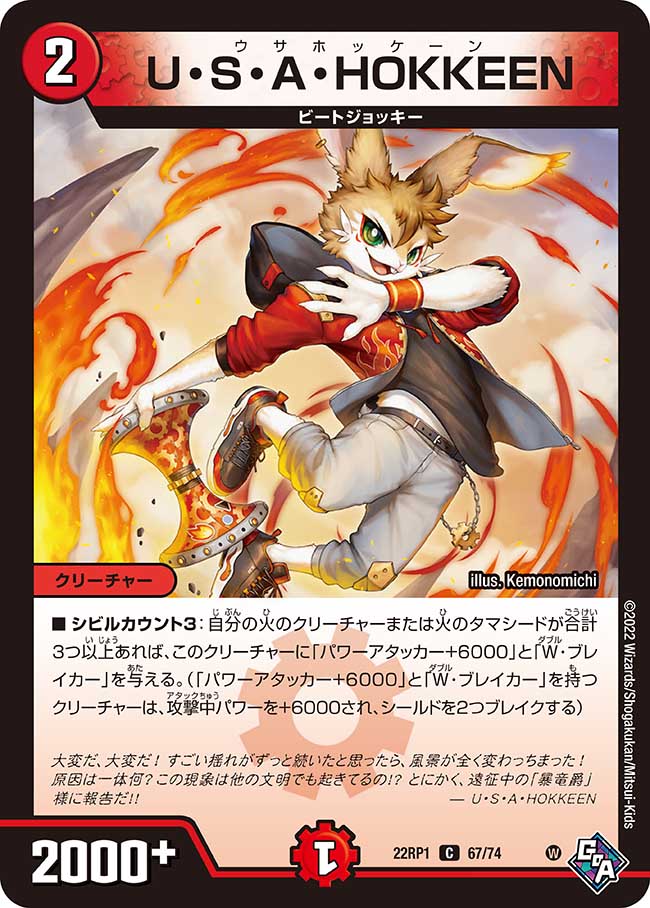 2
ウサホッケーン
U・S・A・HOKKEEN
ビートジョッキー
クリーチャー
illus. Kemonomichi
■ シビルカウント3：自分の火のクリーチャーまたは火のタマシードが合計
3つ以上あれば、このクリーチャーに「パワーアタッカー+6000」と「W・ブレ
イカー」を与える。（「パワーアタッカー+6000」と「W・ブレイカー」を持つ
クリーチャーは、攻撃中パワーを+6000され、シールドを2つブレイクする）
大変だ、大変だ！ すごい揺れがずっと続いたと思ったら、風景が全く変わっちまった！
原因は一体何？この現象は他の文明でも起きてるの!? とにかく、遠征中の「暴竜爵」
様に報告だ!!
― U・S・A・HOKKEEN
©2022 Wizards/Shogakukan/Mitsui-Kids
2000+
1
22RP1 C 67/74
W
GoA